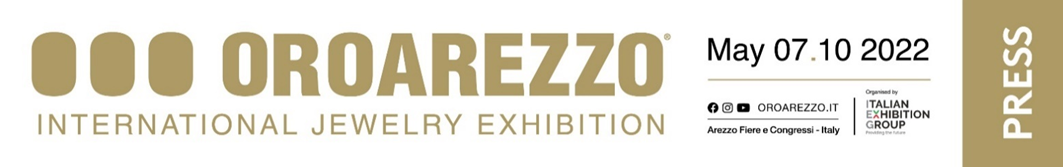 OROAREZZO®
INTERNATIONAL JEWELRY EXHIBITION
May 07.10 2022
OROAREZZO.IT
Arezzo Fiere e Congressi - Italy
Organised by
ITALIAN
EXHIBITION
GROUP
Providing the future
PRESS